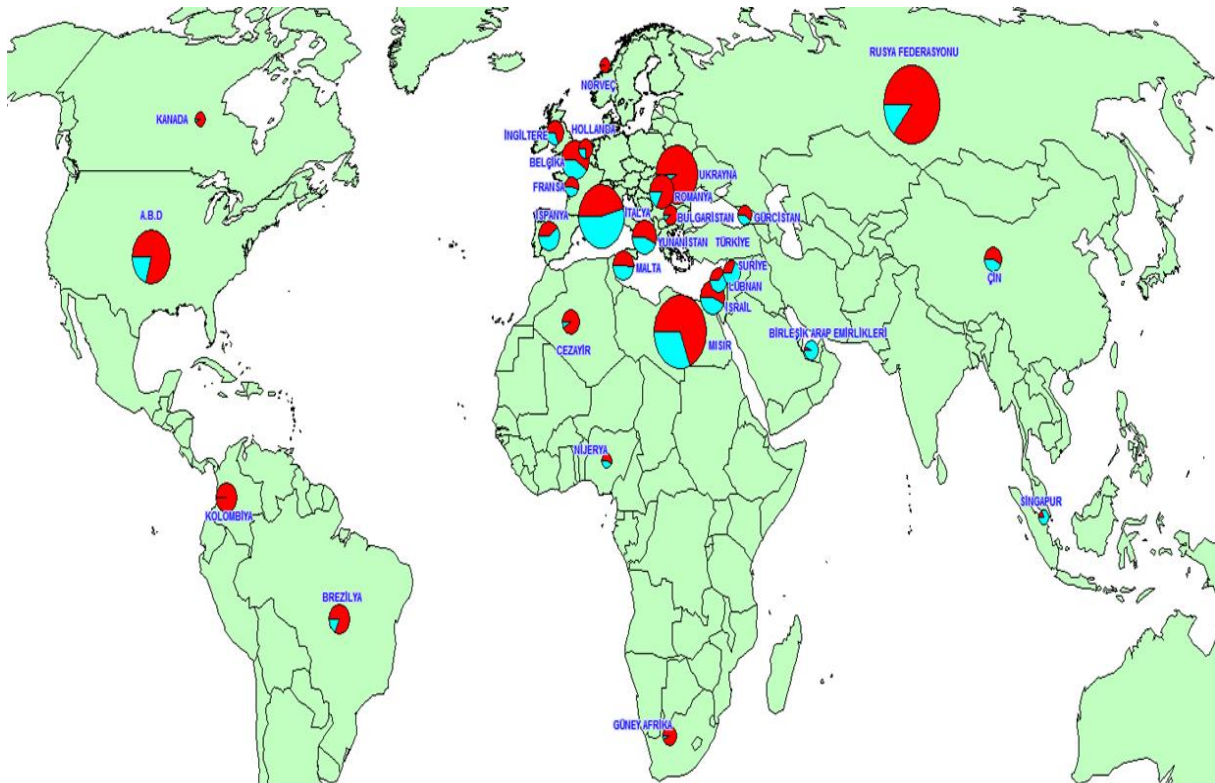 RUSYA FEDERASYONU
NORVEÇ
KANADA
İNGİLTERE
HOLLANDA
BELÇİKA
UKRAYNA
FRANSA
ROMANYA
A.B.D
İSPANYA
İTALYA
BULGARİSTAN
GÜRCİSTAN
YUNANİSTAN
TÜRKİYE
MALTA
SURİYE
ÇİN
LÜBNAN
İSRAİL
BİRLEŞİK ARAP EMİRLİKLERİ
CEZAYİR
MISIR
NİJERYA
SİNGAPUR
KOLOMBİYA
BREZİLYA
GÜNEY AFRİKA